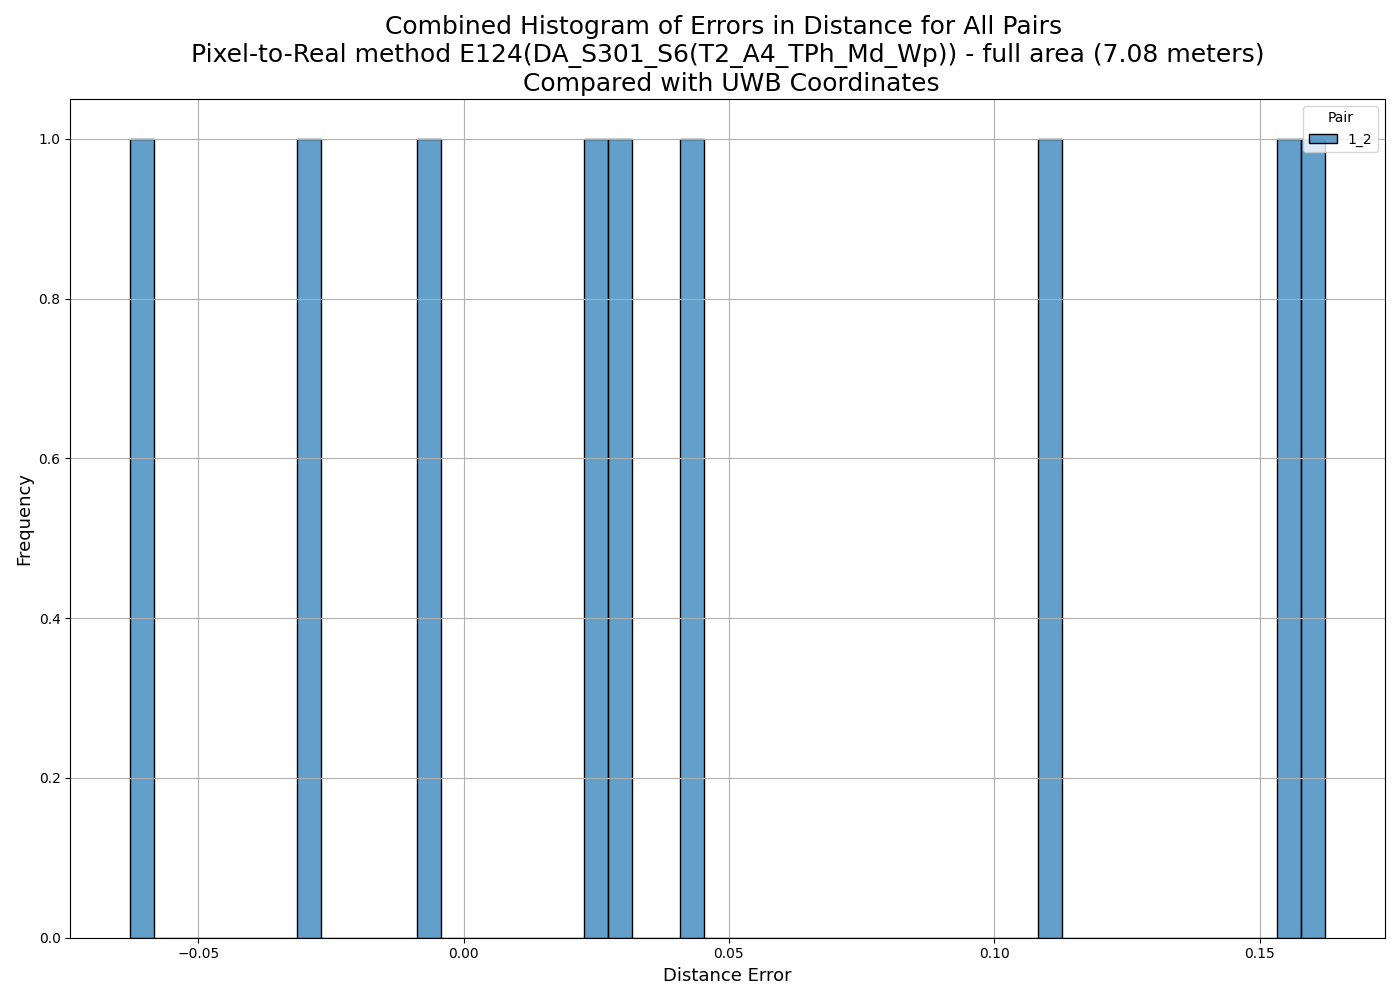 Combined Histogram of Errors in Distance for All Pairs
Pixel-to-Real method E124(DA_S301_S6(T2_A4_TPh_Md_Wp)) - full area (7.08 meters)
Compared with UWB Coordinates
Pair
1_2
1.0
0.8
0.6
0.4
0.2
0.0
Frequency
−0.05
0.00
0.05
0.10
0.15
Distance Error